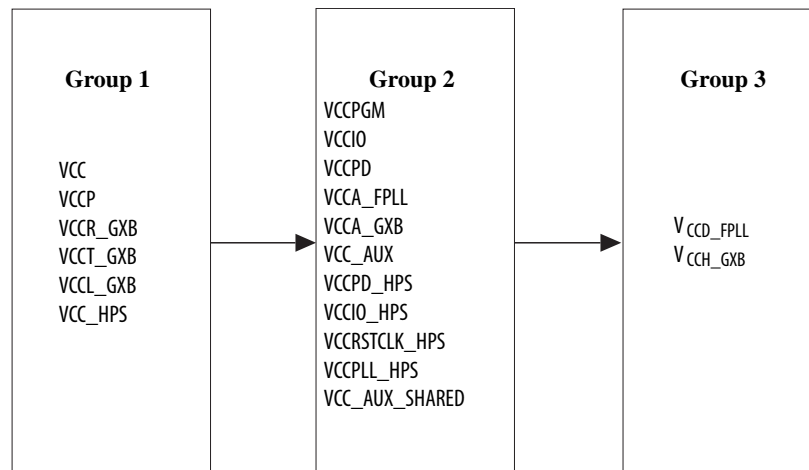 Group 1
VCC
VCCP
VCCR_GXB
VCCT_GXB
VCCL_GXB
VCC_HPS
Group 2
VCCPGM
VCCIO
VCCPD
VCCA_FPLL
VCCA_GXB
VCC_AUX
VCCPD_HPS
VCCIO_HPS
VCCRSTCLK_HPS
VCCPLL_HPS
VCC_AUX_SHARED
Group 3
VCCD_FPLL
VCCH_GXB